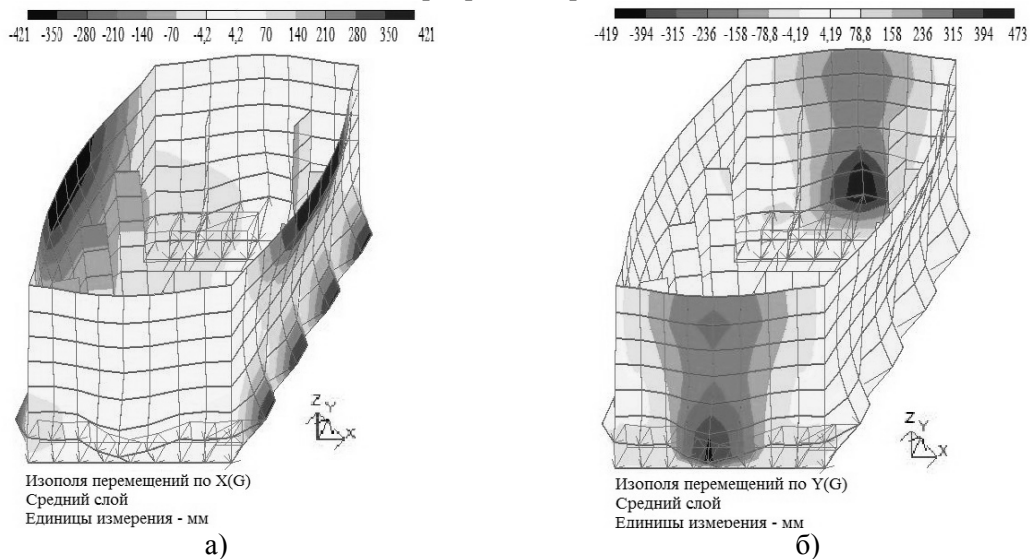 -421 -350 -280 -210 -140 -70 -4,2 4,2 70 140 210 280 350 421
Z
Y
X
Изополя перемещений по X(G)
Средний слой
Единицы измерения - мм
а)
-419 -394 -315 -236 -158 -78,8 -4,19 4,19 78,8 158 236 315 394 473
Z
Y
X
Изополя перемещений по Y(G)
Средний слой
Единицы измерения - мм
б)